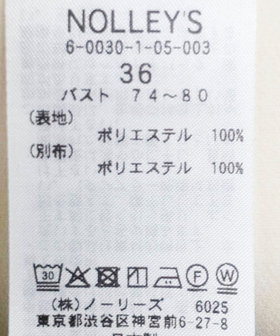 NOLLEY'S
6-0030-1-05-003
36
バスト 74～80
(表地)
ポリエステル 100%
(別布)
ポリエステル 100%
30
(株)ノーリーズ 6025
東京都渋谷区神宮前6-27-8